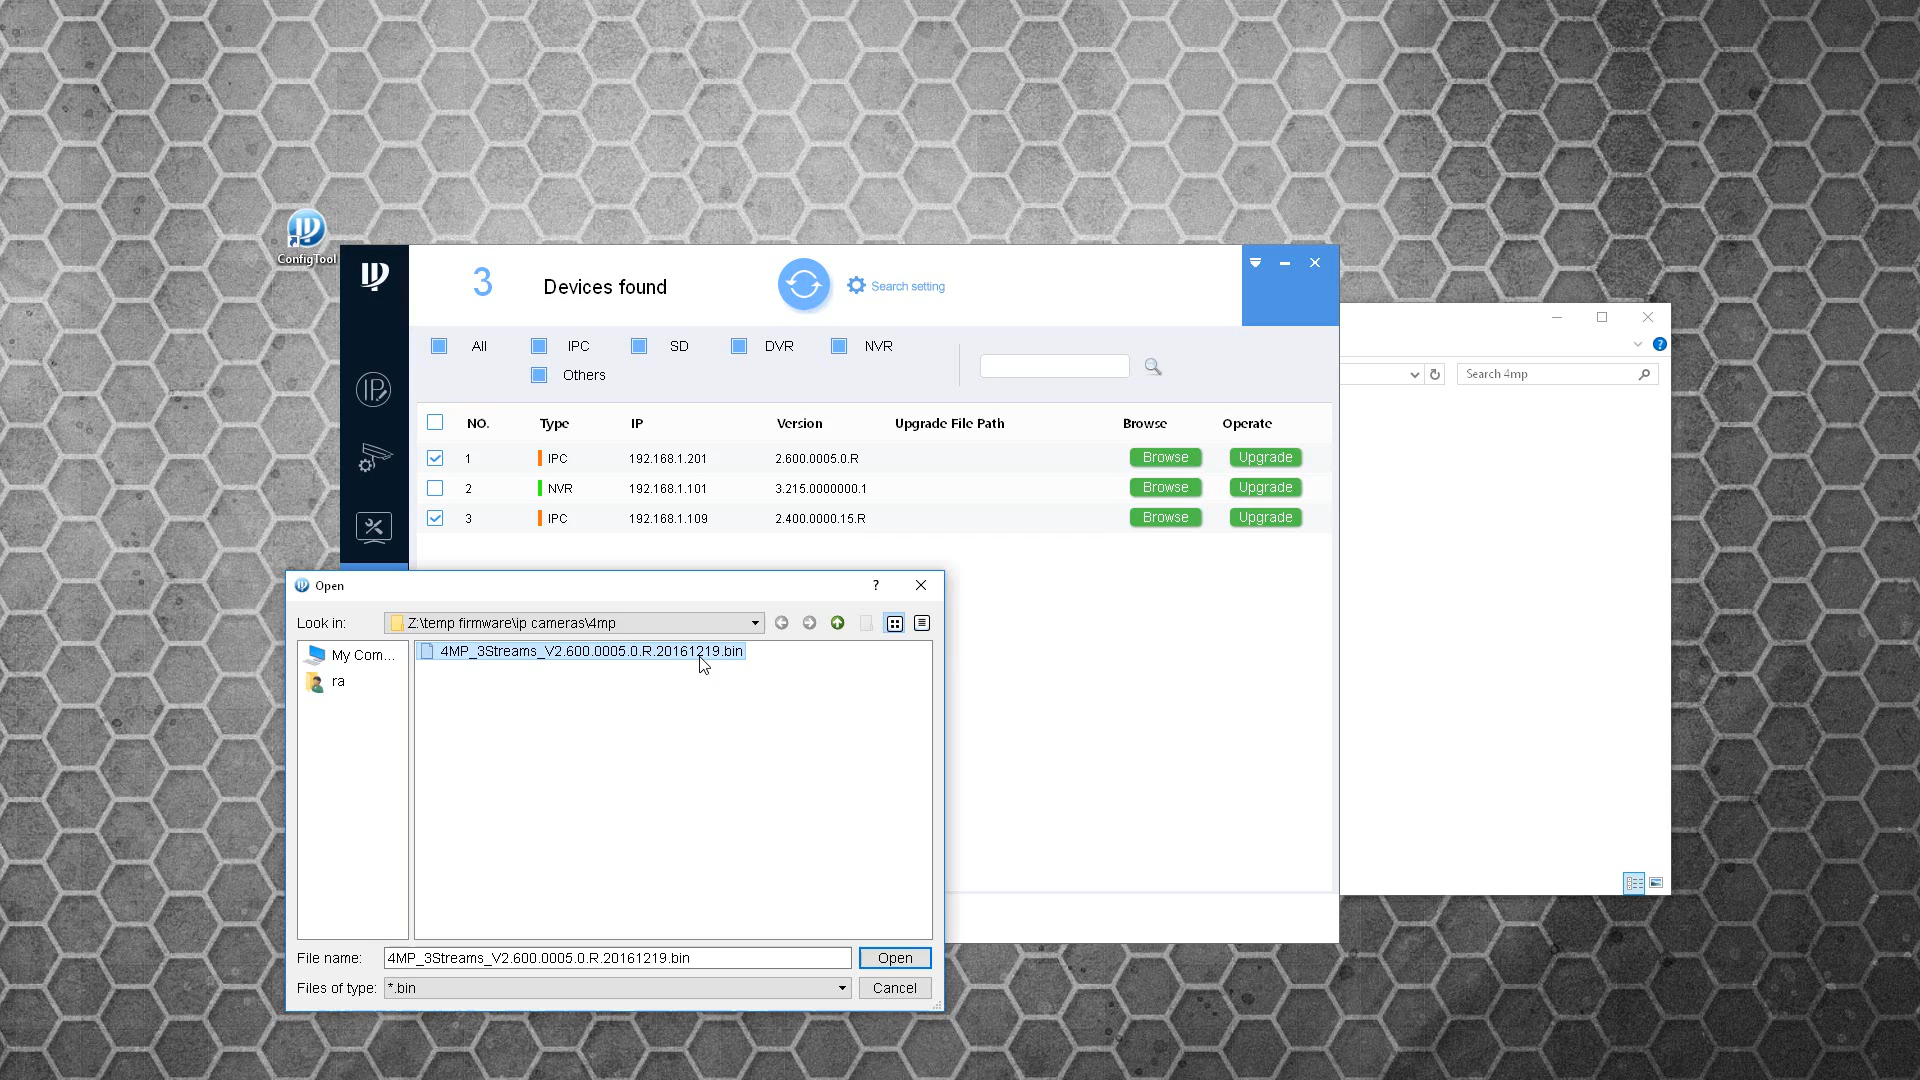 ConfigTool
3 Devices found
Search setting
All IPC SD DVR NVR
Others
? Search 4mp
NO. Type IP Version Upgrade File Path Browse Operate
1 IPC 192.168.1.201 2.600.0005.0.R Browse Upgrade
2 NVR 192.168.1.101 3.215.0000000.1 Browse Upgrade
3 IPC 192.168.1.109 2.400.0000.15.R Browse Upgrade
Open ?
Look in: Z:\temp firmware\ip cameras\4mp
My Com... 4MP_3Streams_V2.600.0005.0.R.20161219.bin
ra
File name: 4MP_3Streams_V2.600.0005.0.R.20161219.bin Open
Files of type: *.bin Cancel